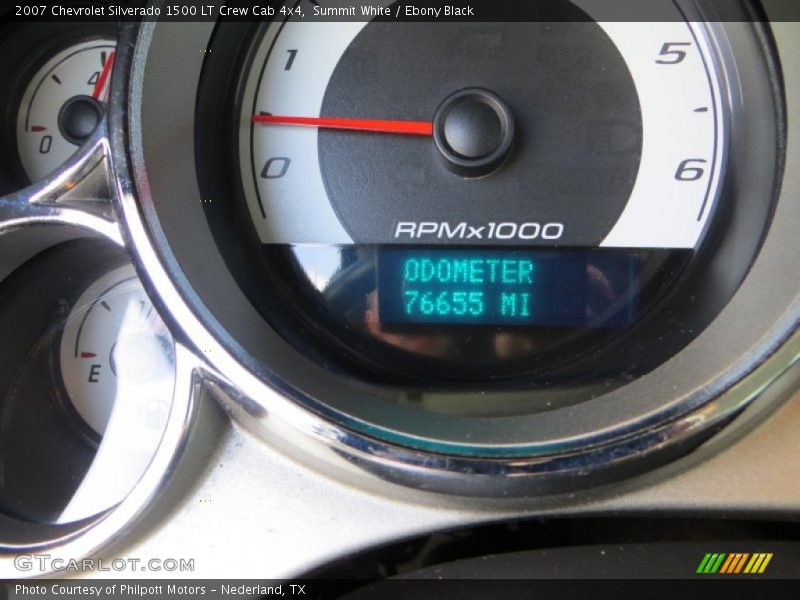 2007 Chevrolet Silverado 1500 LT Crew Cab 4x4, Summit White / Ebony Black
4
0
1
5
0
6
RPMx1000
ODOMETER
76655 MI
E
GTCARLOT.COM
Photo Courtesy of Philpott Motors - Nederland, TX